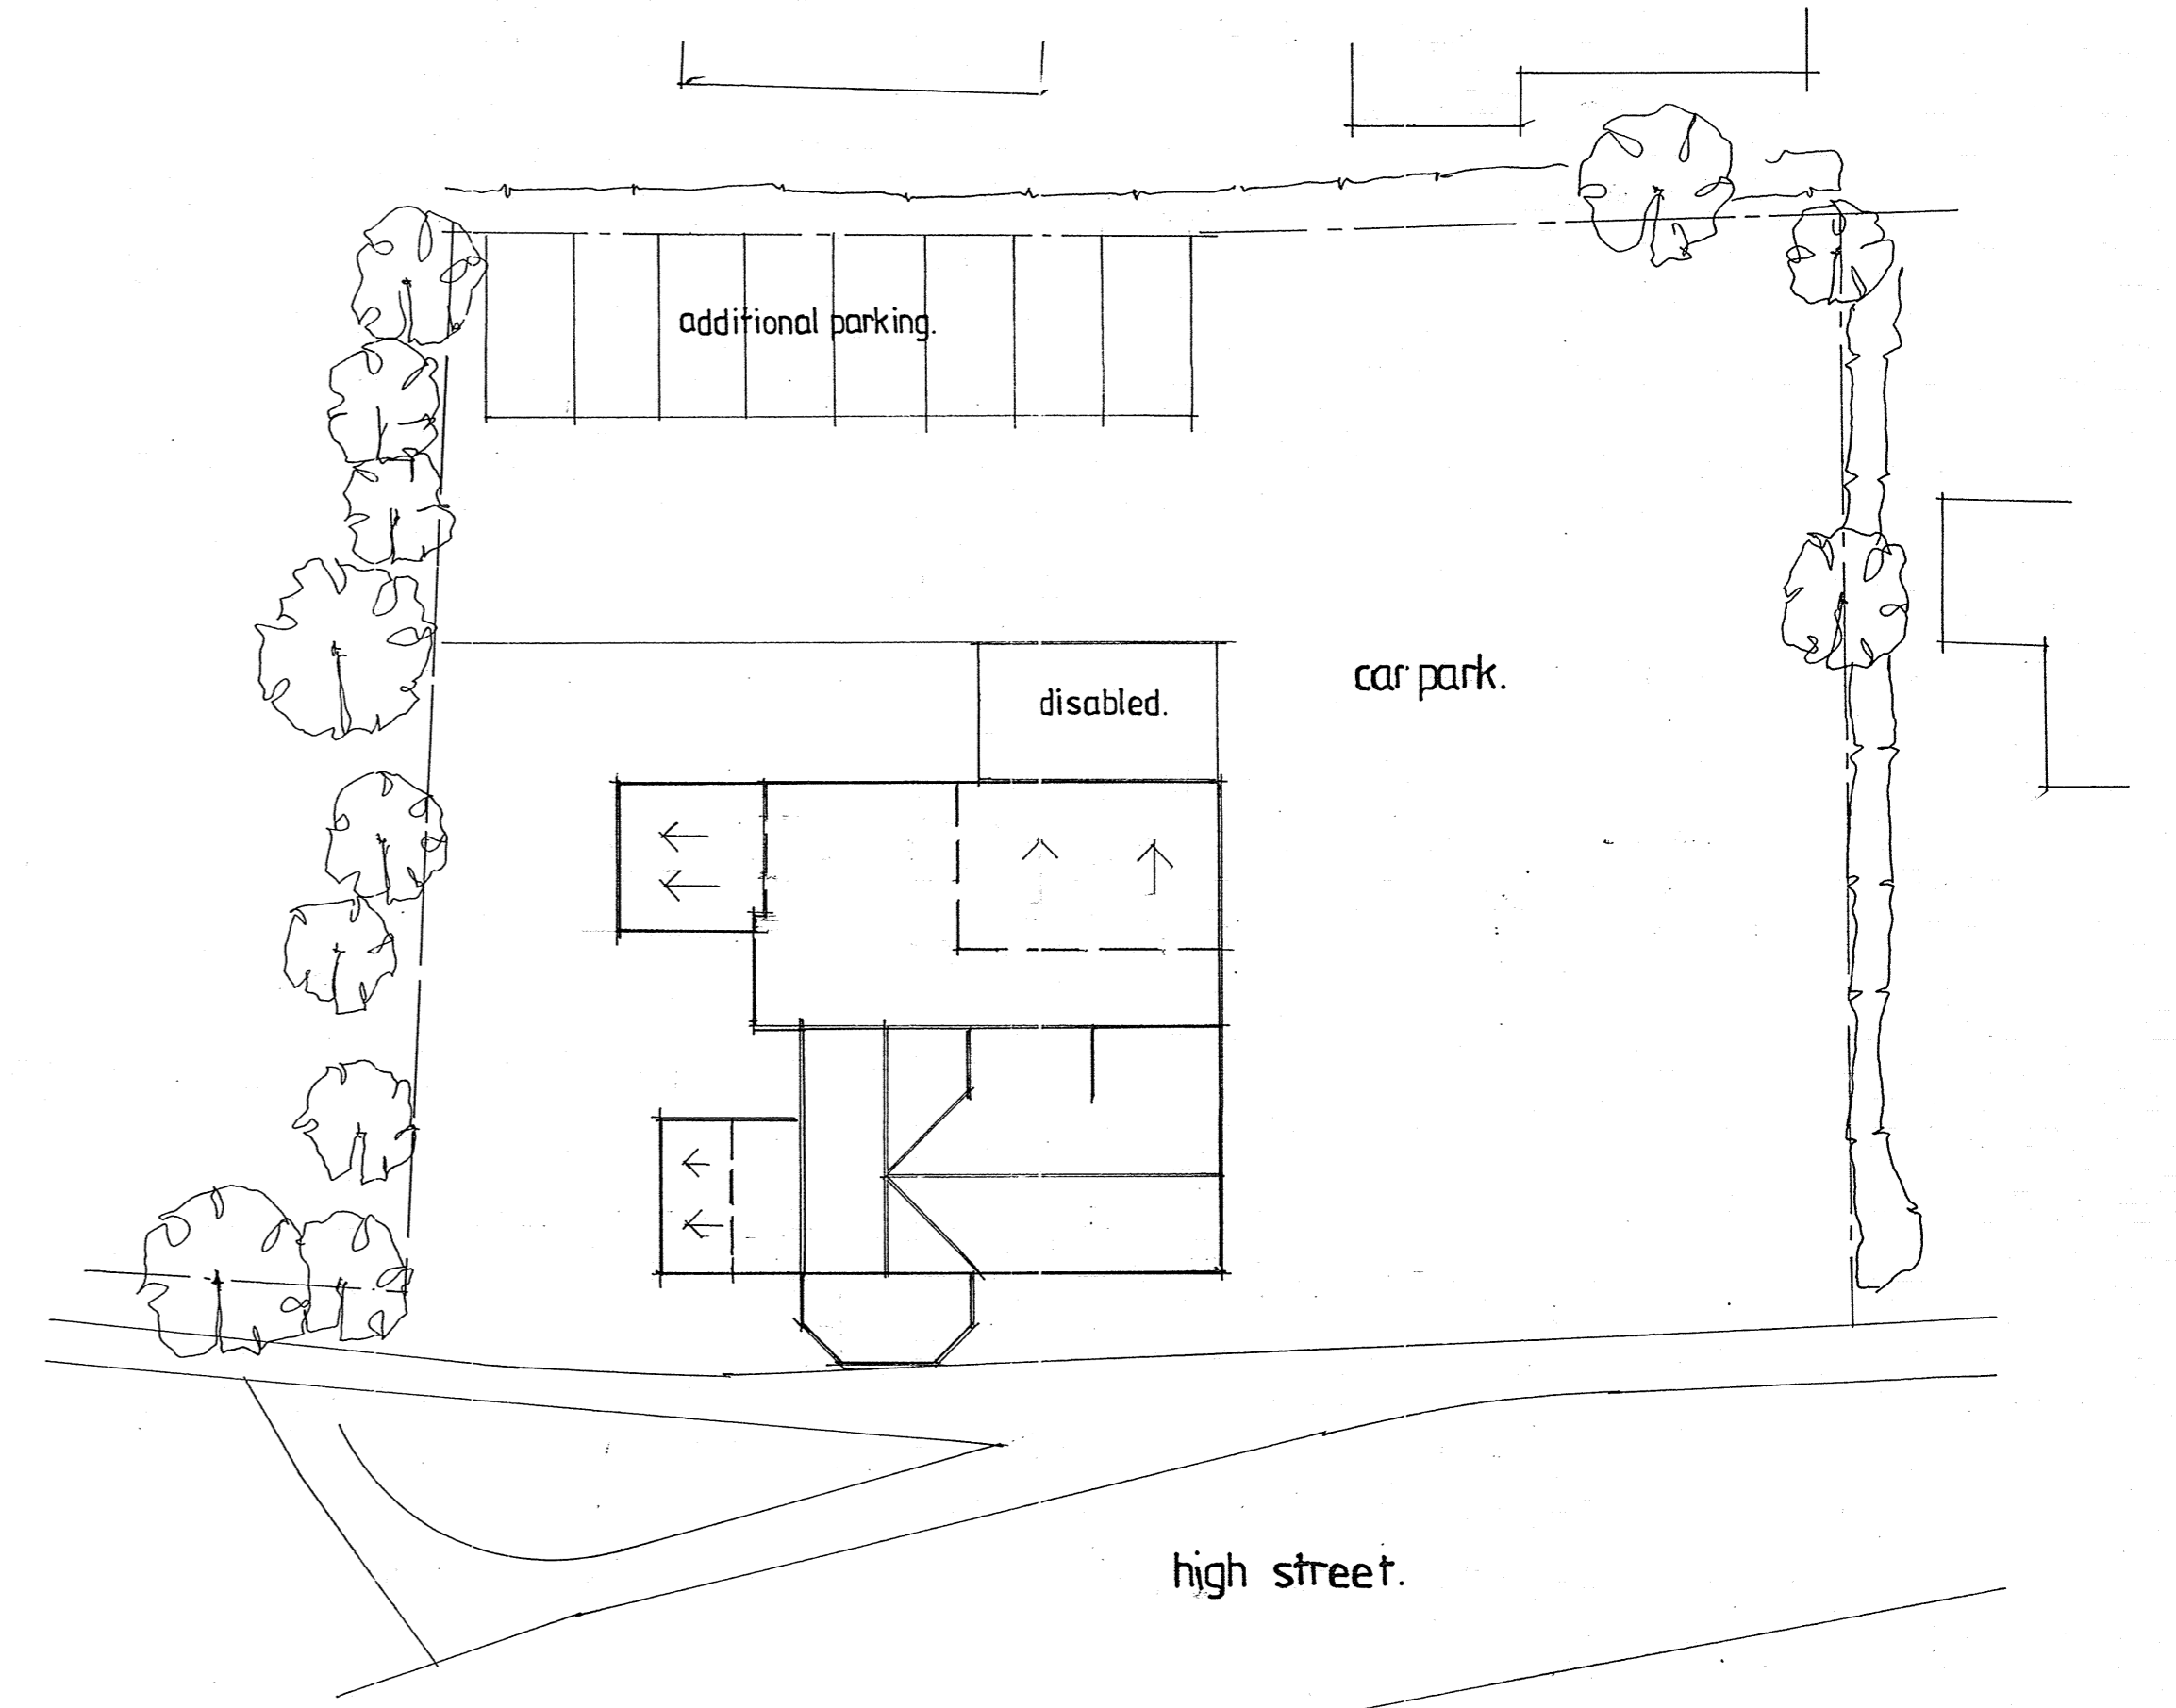 additional parking.
car park.
disabled.
high street.